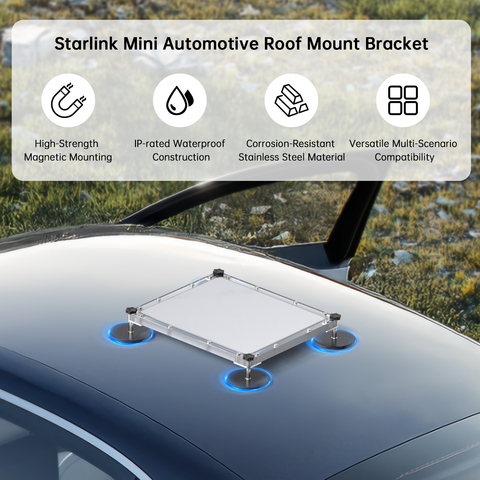 Starlink Mini Automotive Roof Mount Bracket
High-Strength
Magnetic Mounting
IP-rated Waterproof
Construction
Corrosion-Resistant
Stainless Steel Material
Versatile Multi-Scenario
Compatibility